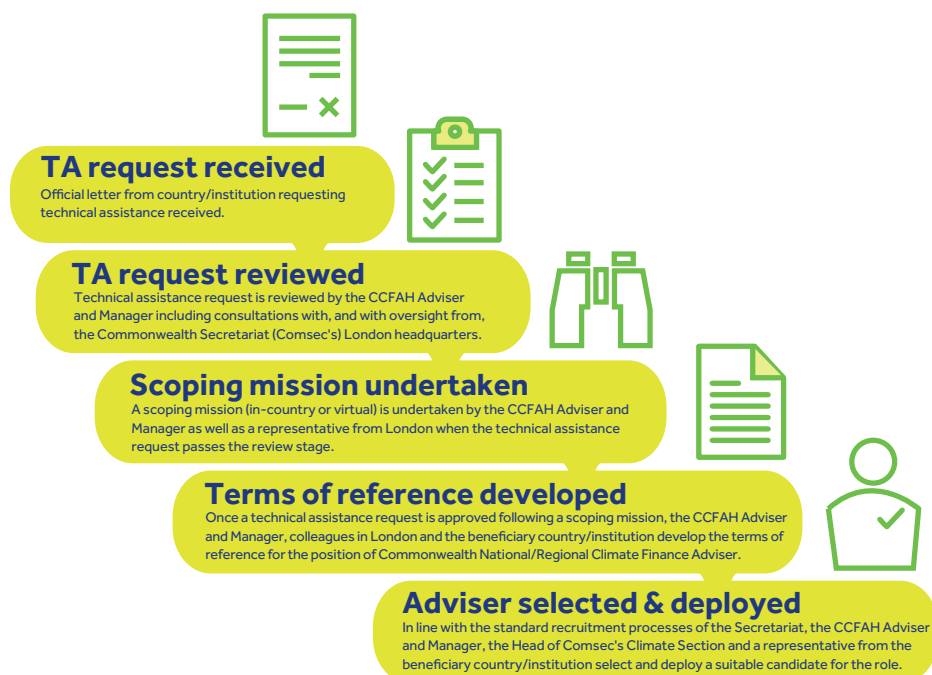 TA request received
Official letter from country/institution requesting
technical assistance received.
TA request reviewed
Technical assistance request is reviewed by the CCFAH Adviser
and Manager including consultations with, and with oversight from,
the Commonwealth Secretariat (Comsec's) London headquarters.
Scoping mission undertaken
A scoping mission (in-country or virtual) is undertaken by the CCFAH Adviser and
Manager as well as a representative from London when the technical assistance
request passes the review stage.
Terms of reference developed
Once a technical assistance request is approved following a scoping mission, the CCFAH Adviser
and Manager, colleagues in London and the beneficiary country/institution develop the terms of
reference for the position of Commonwealth National/Regional Climate Finance Adviser.
Adviser selected & deployed
In line with the standard recruitment processes of the Secretariat, the CCFAH Adviser
and Manager, the Head of Comsec's Climate Section and a representative from the
beneficiary country/institution select and deploy a suitable candidate for the role.